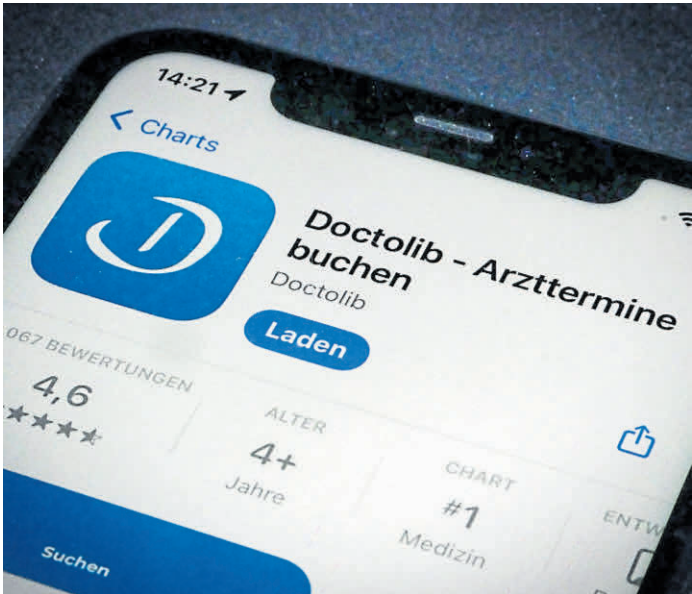 14:21
Charts
Doctolib - Arzttermine
buchen
Doctolib
Laden
067 BEWERTUNGEN
4,6
ALTER
4+
Jahre
CHART
#1
Medizin
ENTW
Suchen